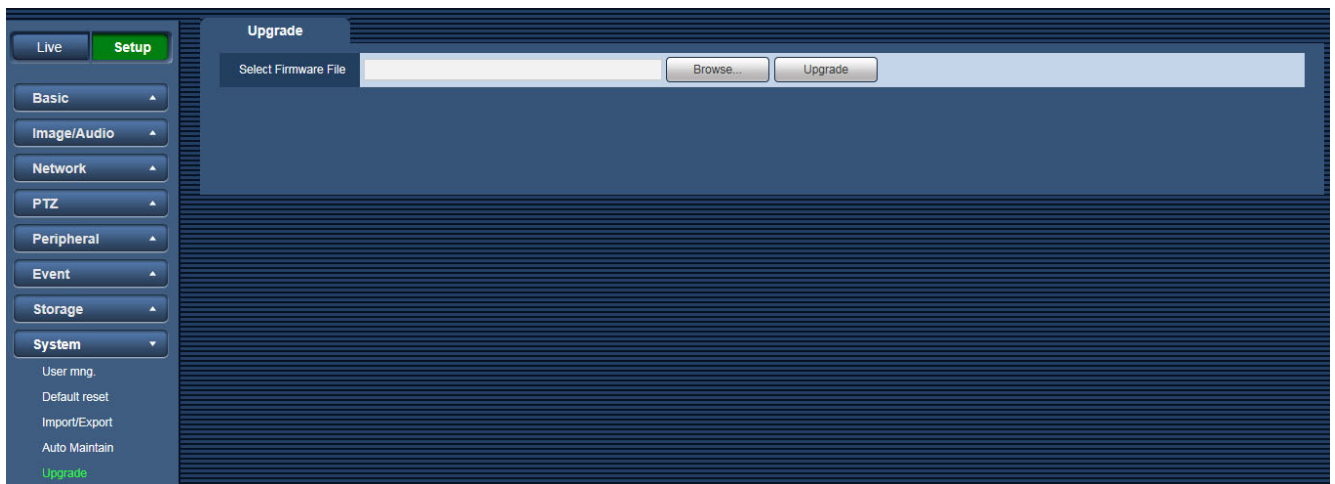 Live Setup
Basic
Image/Audio
Network
PTZ
Peripheral
Event
Storage
System
User mng.
Default reset
Import/Export
Auto Maintain
Upgrade
Upgrade
Select Firmware File Browse... Upgrade